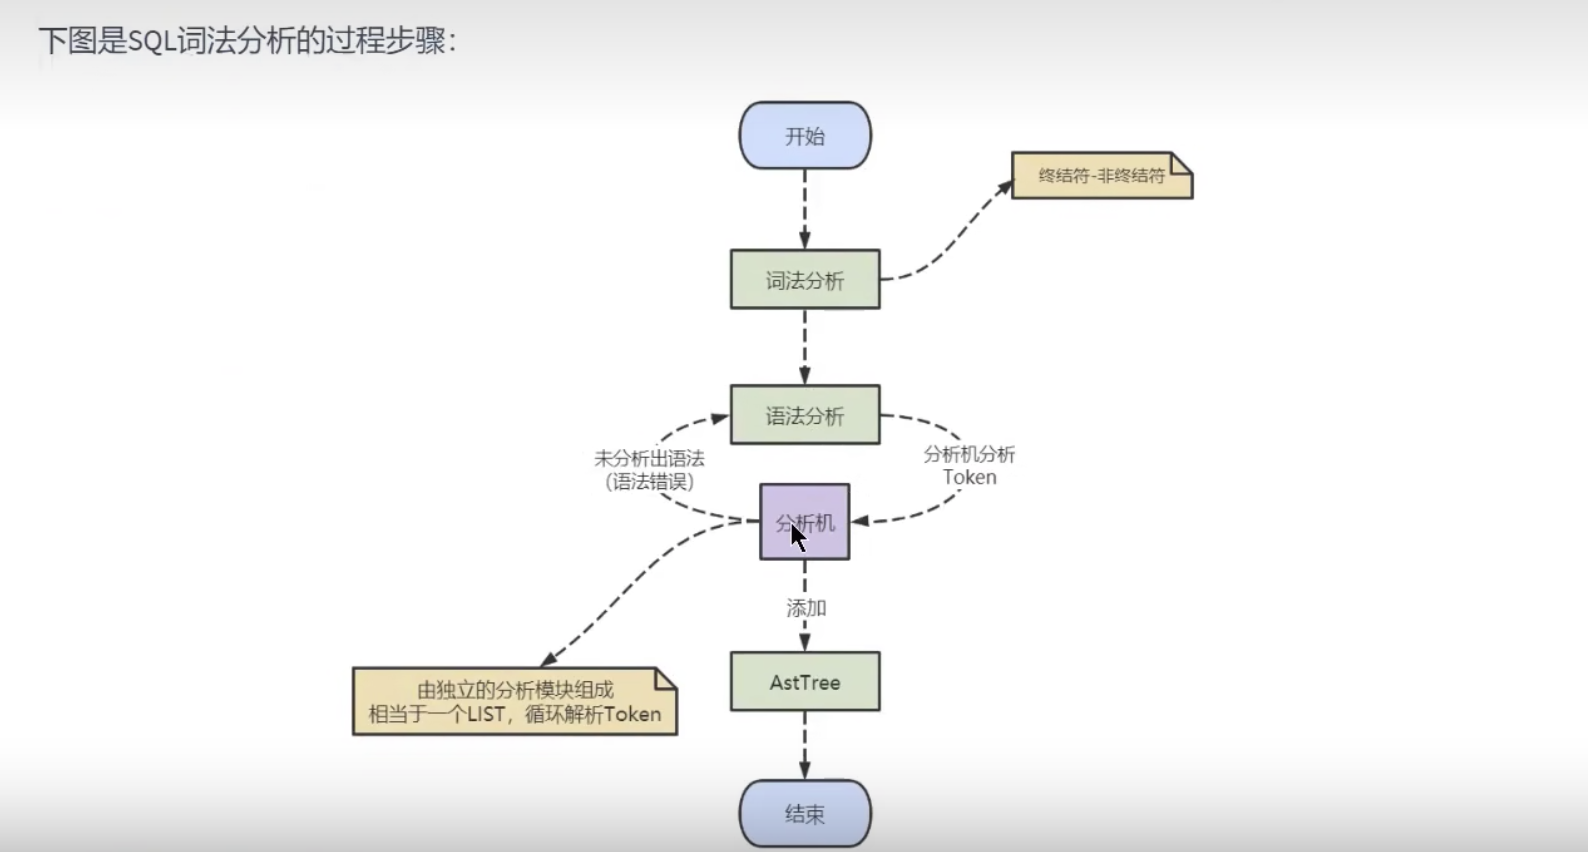 下图是SQL词法分析的过程步骤：
开始
终结符-非终结符
词法分析
语法分析
未分析出语法
（语法错误）
分析机分析
Token
分析机
添加
由独立的分析模块组成
相当于一个LIST，循环解析Token
AstTree
结束